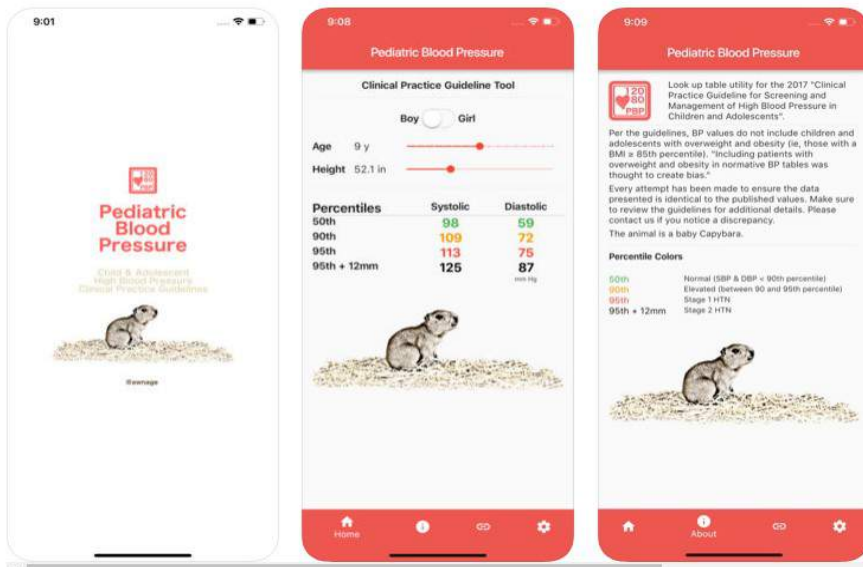 9:01
120
80
PBP
Pediatric
Blood
Pressure
Child & Adolescent
High Blood Pressure
Clinical Practice Guidelines
9:08
Pediatric Blood Pressure
Clinical Practice Guideline Tool
Boy Girl
Age 9 y
Height 52.1 in
Percentiles Systolic Diastolic
50th 98 59
90th 109 72
95th 113 75
95th + 12mm 125 87
mm Hg
Home
9:09
Pediatric Blood Pressure
120
80
PBP
Look up table utility for the 2017 "Clinical
Practice Guideline for Screening and
Management of High Blood Pressure in
Children and Adolescents".
Per the guidelines, BP values do not include children and
adolescents with overweight and obesity (ie, those with a
BMI ≥ 85th percentile). "Including patients with
overweight and obesity in normative BP tables was
thought to create bias."
Every attempt has been made to ensure the data
presented is identical to the published values. Make sure
to review the guidelines for additional details. Please
contact us if you notice a discrepancy.
The animal is a baby Capybara.
Percentile Colors
50th Normal (SBP & DBP < 90th percentile)
90th Elevated (between 90 and 95th percentile)
95th Stage 1 HTN
95th + 12mm Stage 2 HTN
About